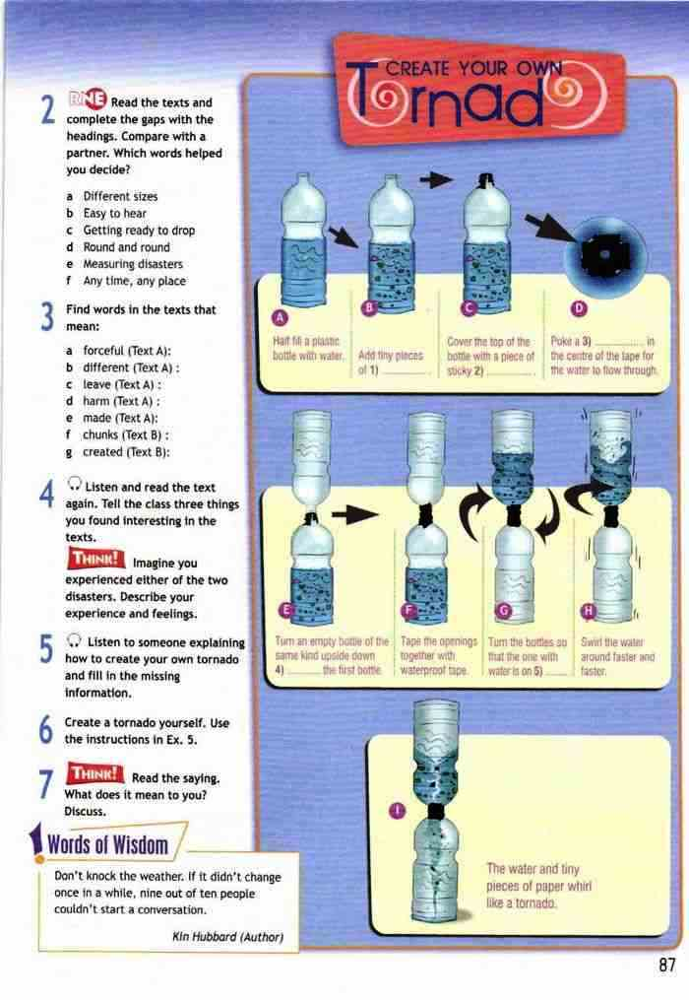 CREATE YOUR OWN
Tornado
2 RNE Read the texts and
complete the gaps with the
headings. Compare with a
partner. Which words helped
you decide?
a Different sizes
b Easy to hear
c Getting ready to drop
d Round and round
e Measuring disasters
f Any time, any place
3 Find words in the texts that
mean:
a forceful (Text A):
b different (Text A) :
c leave (Text A) :
d harm (Text A) :
e made (Text A):
f chunks (Text B) :
g created (Text B):
4 Listen and read the text
again. Tell the class three things
you found interesting in the
texts.
THINK! Imagine you
experienced either of the two
disasters. Describe your
experience and feelings.
5 Listen to someone explaining
how to create your own tornado
and fill in the missing
information.
6 Create a tornado yourself. Use
the instructions in Ex. 5.
7 THINK! Read the saying.
What does it mean to you?
Discuss.
! Words of Wisdom
Don't knock the weather. If it didn't change
once in a while, nine out of ten people
couldn't start a conversation.
Kin Hubbard (Author)
A
Half fill a plastic
bottle with water.
B
Add tiny pieces
of 1) ............... .
C
Cover the top of the
bottle with a piece of
sticky 2) ............... .
D
Poke a 3) ............... in
the centre of the tape for
the water to flow through.
E
Turn an empty bottle of the
same kind upside down
4) ............ the first bottle.
F
Tape the openings
together with
waterproof tape.
G
Turn the bottles so
that the one with
water is on 5) ........ .
H
Swirl the water
around faster and
faster.
I
The water and tiny
pieces of paper whirl
like a tornado.
87